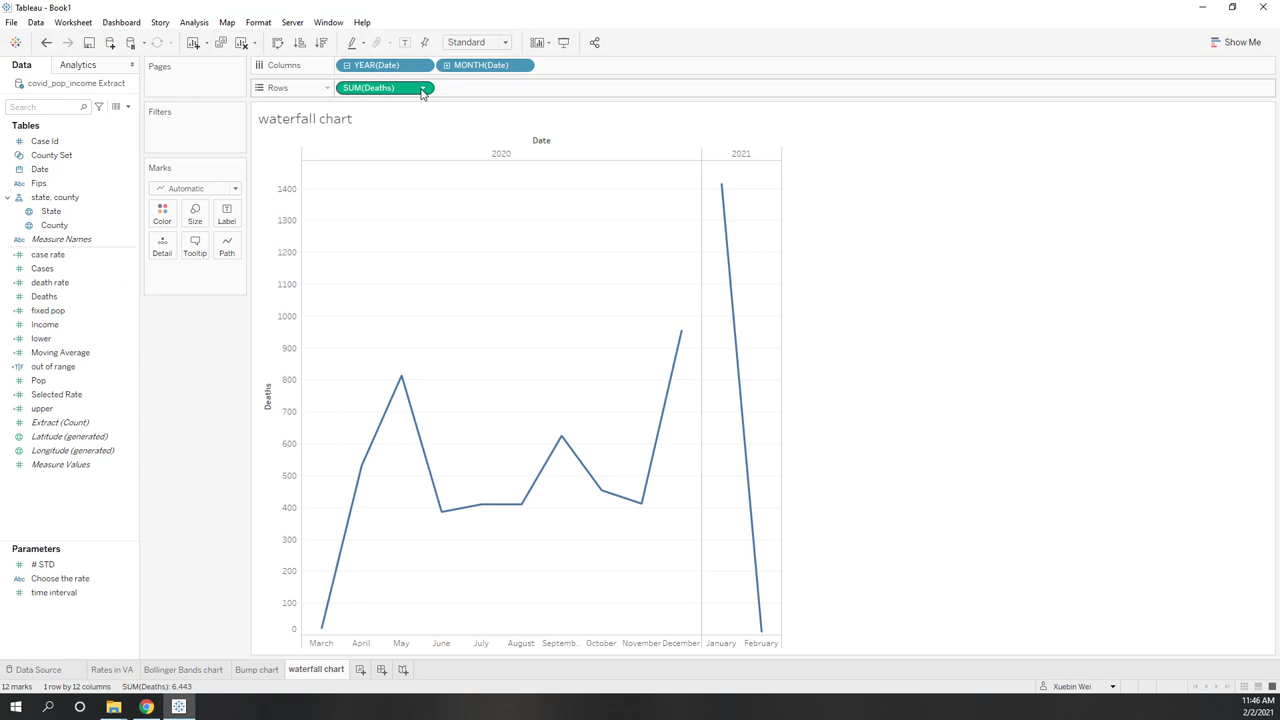 Tableau - Book1
File Data Worksheet Dashboard Story Analysis Map Format Server Window Help
Standard
Show Me
Data Analytics
covid_pop_income Extract
Search
Tables
Case Id
County Set
Date
Abc Fips
state, county
State
County
Abc Measure Names
case rate
Cases
death rate
Deaths
fixed pop
Income
lower
Moving Average
out of range
Pop
Selected Rate
upper
Extract (Count)
Latitude (generated)
Longitude (generated)
Measure Values
Parameters
# STD
Abc Choose the rate
time interval
Pages
Filters
Marks
Automatic
Color Size Label
Detail Tooltip Path
Columns YEAR(Date) MONTH(Date)
Rows SUM(Deaths)
waterfall chart
Date
2020 2021
1400
1300
1200
1100
1000
900
800
700
600
500
400
300
200
100
0
Deaths
March April May June July August Septemb.. October November December January February
Data Source Rates in VA Bollinger Bands chart Bump chart waterfall chart
12 marks 1 row by 12 columns SUM(Deaths): 6,443
Xuebin Wei
11:46 AM
2/2/2021